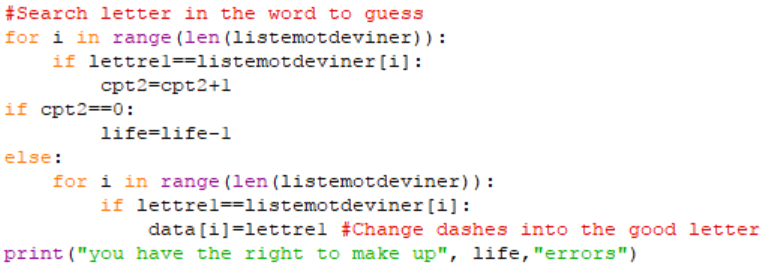 #Search letter in the word to guess
for i in range(len(listemotdeviner)):
    if lettre1==listemotdeviner[i]:
        cpt2=cpt2+1
if cpt2==0:
        life=life-1
else:
    for i in range(len(listemotdeviner)):
        if lettre1==listemotdeviner[i]:
            data[i]=lettre1 #Change dashes into the good letter
print("you have the right to make up", life,"errors")